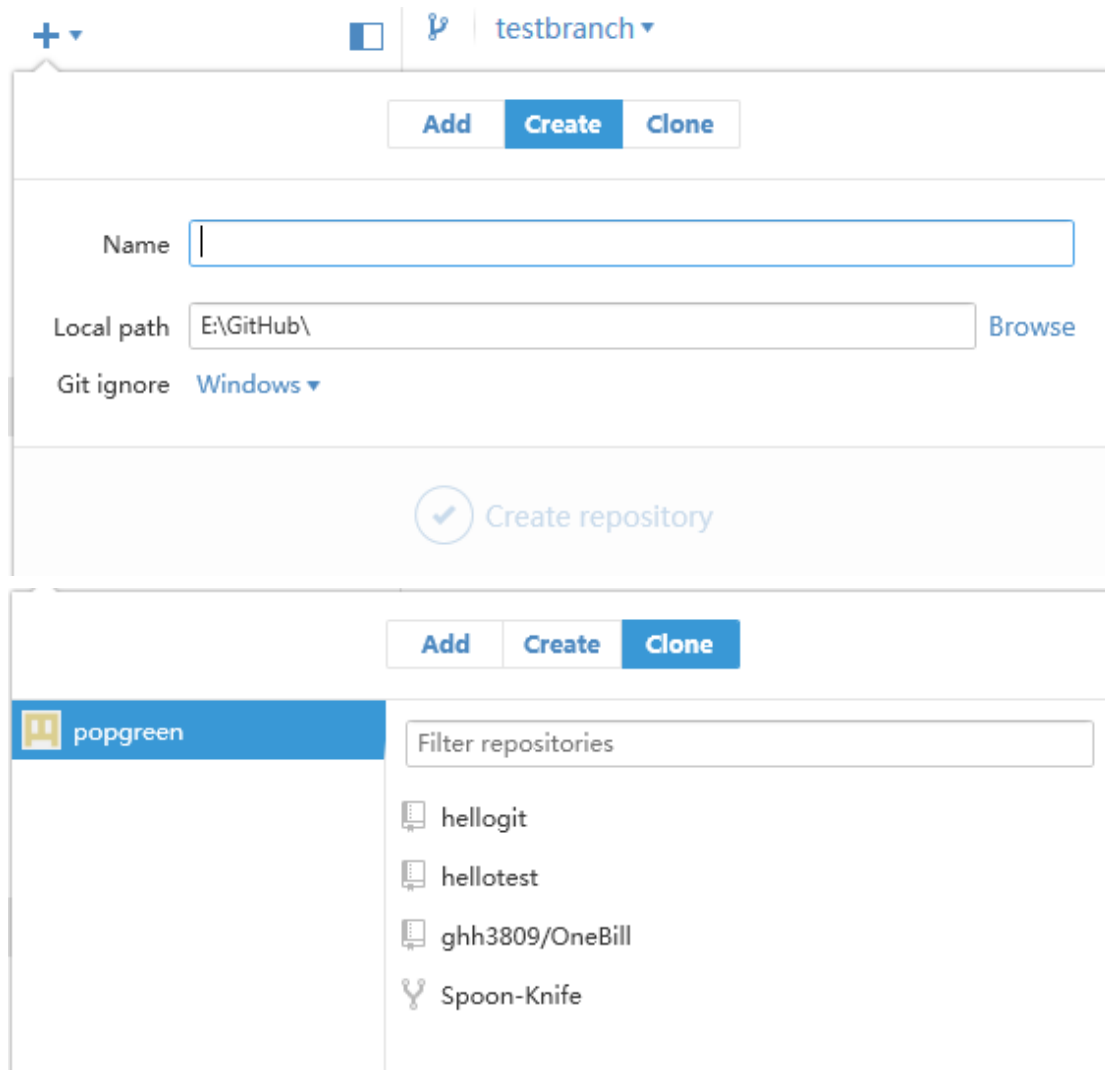 testbranch
Add Create Clone
Name
Local path E:\GitHub\ Browse
Git ignore Windows
Create repository
Add Create Clone
popgreen
Filter repositories
hellogit
hellotest
ghh3809/OneBill
Spoon-Knife